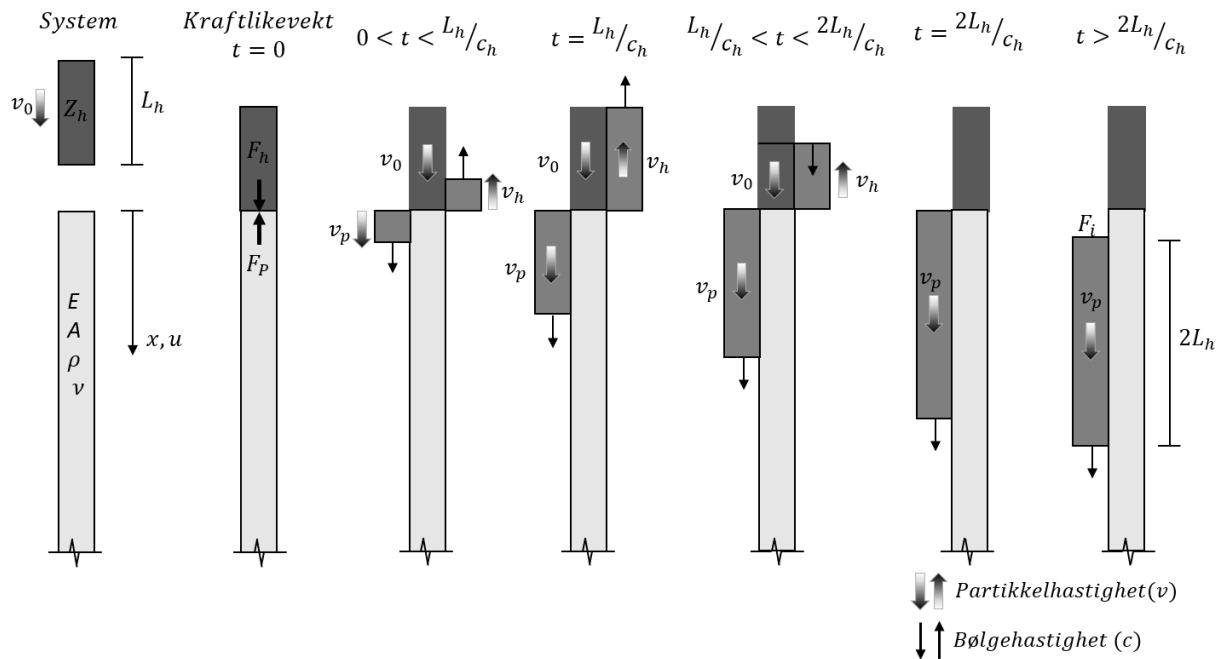 System
Kraftlikevekt
t = 0
0 < t < L_h/c_h
t = L_h/c_h
L_h/c_h < t < 2L_h/c_h
t = 2L_h/c_h
t > 2L_h/c_h
v_0
Z_h
L_h
E
A
ρ
ν
x, u
F_h
F_P
v_0
v_h
v_p
v_0
v_h
v_p
v_0
v_h
v_p
v_p
F_i
v_p
2L_h
Partikkelhastighet(v)
Bølgehastighet (c)